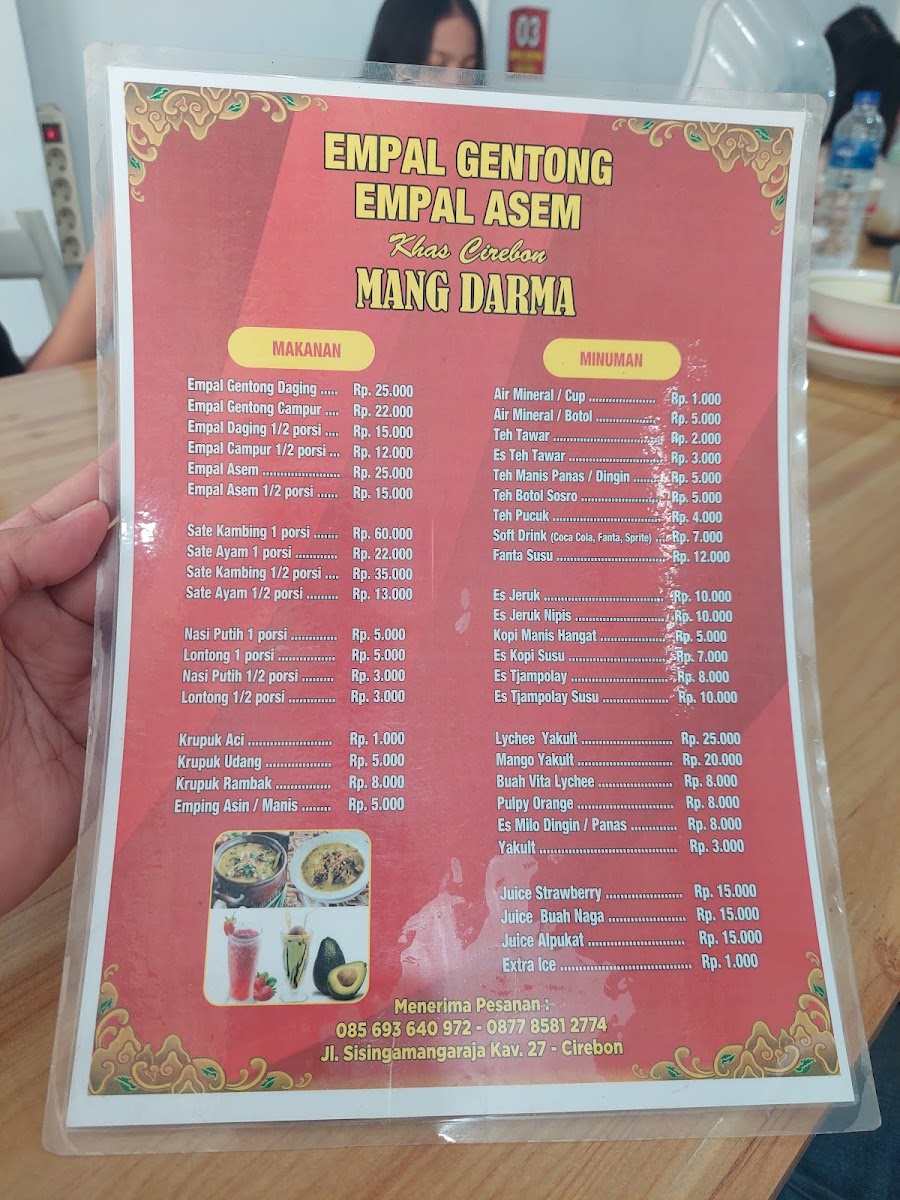 03
EMPAL GENTONG
EMPAL ASEM
Khas Cirebon
MANG DARMA
MAKANAN
Empal Gentong Daging ..... Rp. 25.000
Empal Gentong Campur .... Rp. 22.000
Empal Daging 1/2 porsi .... Rp. 15.000
Empal Campur 1/2 porsi ... Rp. 12.000
Empal Asem ..................... Rp. 25.000
Empal Asem 1/2 porsi ...... Rp. 15.000
Sate Kambing 1 porsi ....... Rp. 60.000
Sate Ayam 1 porsi ............ Rp. 22.000
Sate Kambing 1/2 porsi .... Rp. 35.000
Sate Ayam 1/2 porsi ......... Rp. 13.000
Nasi Putih 1 porsi ............. Rp. 5.000
Lontong 1 porsi ................ Rp. 5.000
Nasi Putih 1/2 porsi ......... Rp. 3.000
Lontong 1/2 porsi ............. Rp. 3.000
Krupuk Aci ....................... Rp. 1.000
Krupuk Udang .................. Rp. 5.000
Krupuk Rambak ................ Rp. 8.000
Emping Asin / Manis ........ Rp. 5.000
MINUMAN
Air Mineral / Cup ................... Rp. 1.000
Air Mineral / Botol ................. Rp. 5.000
Teh Tawar .............................. Rp. 2.000
Es Teh Tawar .......................... Rp. 3.000
Teh Manis Panas / Dingin ........ Rp. 5.000
Teh Botol Sosro ...................... Rp. 5.000
Teh Pucuk .............................. Rp. 4.000
Soft Drink (Coca Cola, Fanta, Sprite) .... Rp. 7.000
Fanta Susu .............................. Rp. 12.000
Es Jeruk ................................. Rp. 10.000
Es Jeruk Nipis ......................... Rp. 10.000
Kopi Manis Hangat .................. Rp. 5.000
Es Kopi Susu .......................... Rp. 7.000
Es Tjampolay .......................... Rp. 8.000
Es Tjampolay Susu .................. Rp. 10.000
Lychee Yakult ......................... Rp. 25.000
Mango Yakult .......................... Rp. 20.000
Buah Vita Lychee ..................... Rp. 8.000
Pulpy Orange .......................... Rp. 8.000
Es Milo Dingin / Panas ............. Rp. 8.000
Yakult ..................................... Rp. 3.000
Juice Strawberry ..................... Rp. 15.000
Juice Buah Naga ..................... Rp. 15.000
Juice Alpukat .......................... Rp. 15.000
Extra Ice .................................. Rp. 1.000
Menerima Pesanan :
085 693 640 972 - 0877 8581 2774
Jl. Sisingamangaraja Kav. 27 - Cirebon